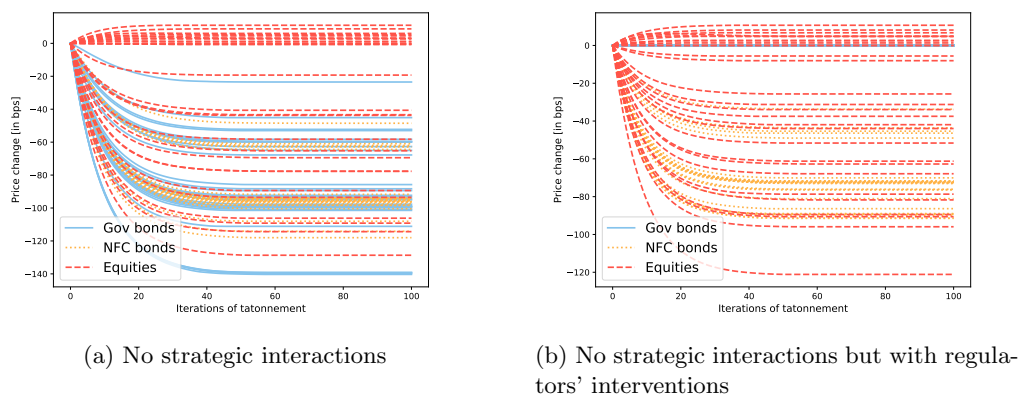 0
−20
−40
−60
−80
−100
−120
−140
Price change [in bps]
Gov bonds
NFC bonds
Equities
0 20 40 60 80 100
Iterations of tatonnement
(a) No strategic interactions
0
−20
−40
−60
−80
−100
−120
Price change [in bps]
Gov bonds
NFC bonds
Equities
0 20 40 60 80 100
Iterations of tatonnement
(b) No strategic interactions but with regula-
tors’ interventions